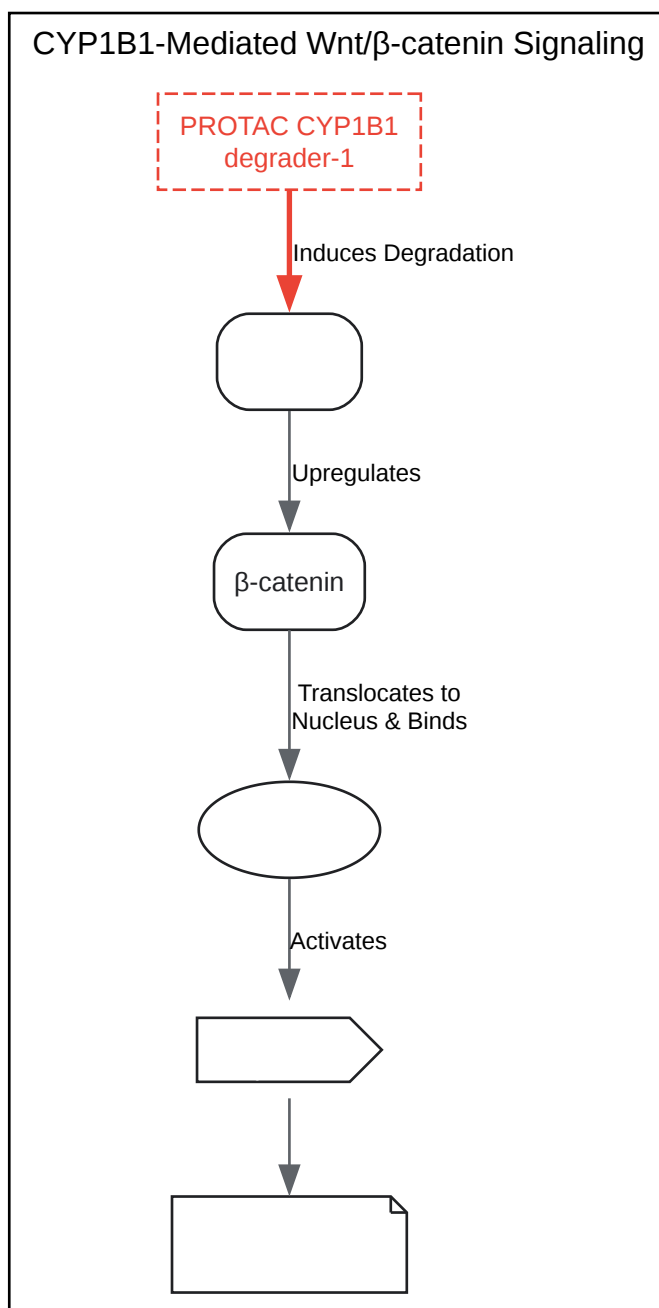 CYP1B1-Mediated Wnt/β-catenin Signaling
PROTAC CYP1B1
degrader-1
Induces Degradation
Upregulates
β-catenin
Translocates to
Nucleus & Binds
Activates